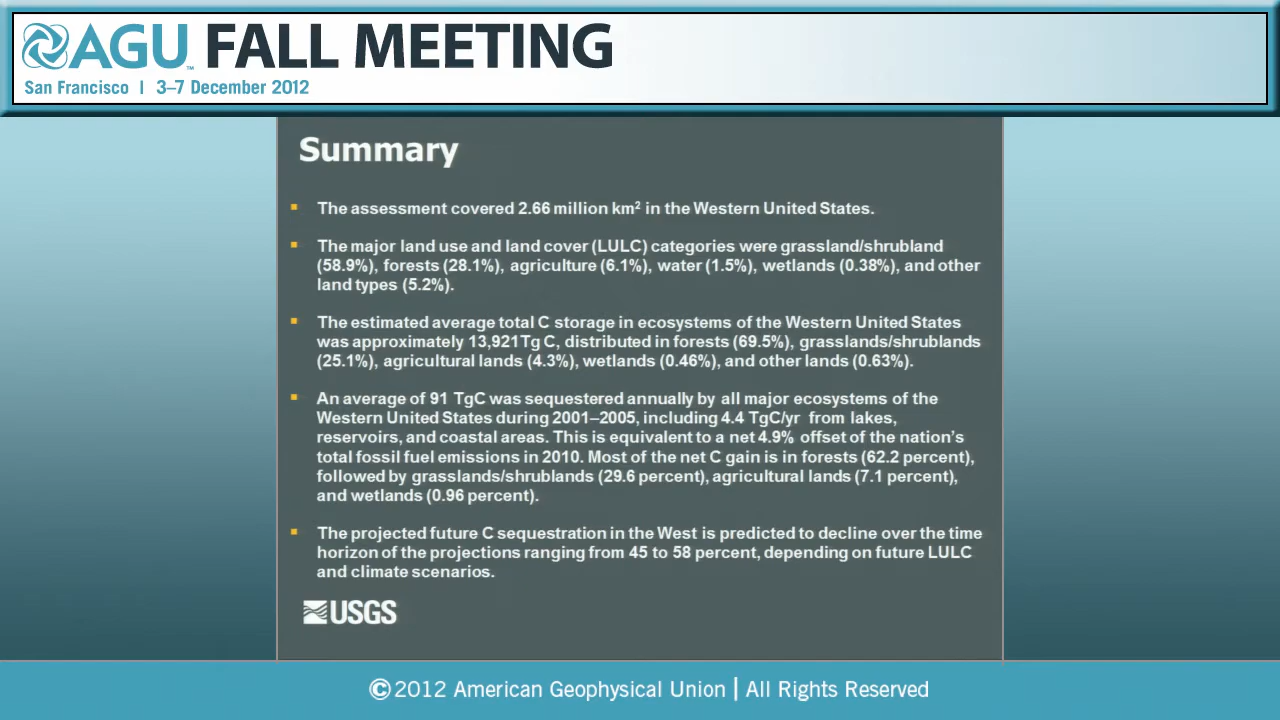 AGU™ FALL MEETING
San Francisco | 3–7 December 2012
Summary
▪ The assessment covered 2.66 million km² in the Western United States.
▪ The major land use and land cover (LULC) categories were grassland/shrubland
(58.9%), forests (28.1%), agriculture (6.1%), water (1.5%), wetlands (0.38%), and other
land types (5.2%).
▪ The estimated average total C storage in ecosystems of the Western United States
was approximately 13,921Tg C, distributed in forests (69.5%), grasslands/shrublands
(25.1%), agricultural lands (4.3%), wetlands (0.46%), and other lands (0.63%).
▪ An average of 91 TgC was sequestered annually by all major ecosystems of the
Western United States during 2001–2005, including 4.4 TgC/yr from lakes,
reservoirs, and coastal areas. This is equivalent to a net 4.9% offset of the nation's
total fossil fuel emissions in 2010. Most of the net C gain is in forests (62.2 percent),
followed by grasslands/shrublands (29.6 percent), agricultural lands (7.1 percent),
and wetlands (0.96 percent).
▪ The projected future C sequestration in the West is predicted to decline over the time
horizon of the projections ranging from 45 to 58 percent, depending on future LULC
and climate scenarios.
USGS
©2012 American Geophysical Union | All Rights Reserved